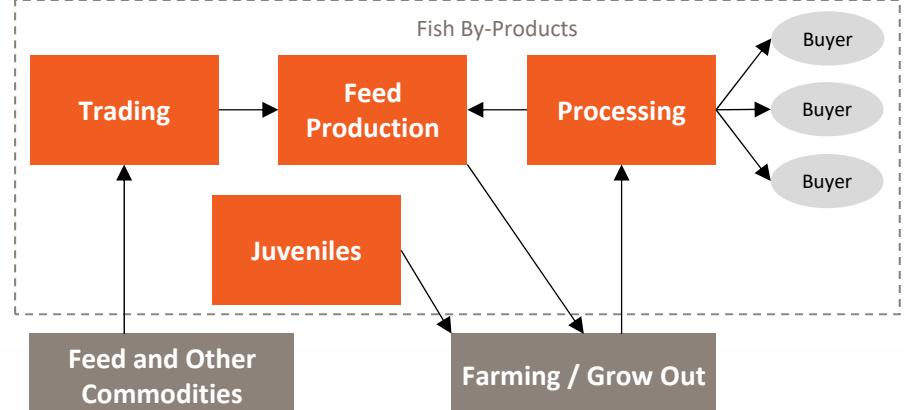 Fish By-Products
Buyer
Trading
Feed
Production
Processing
Buyer
Buyer
Juveniles
Feed and Other
Commodities
Farming / Grow Out